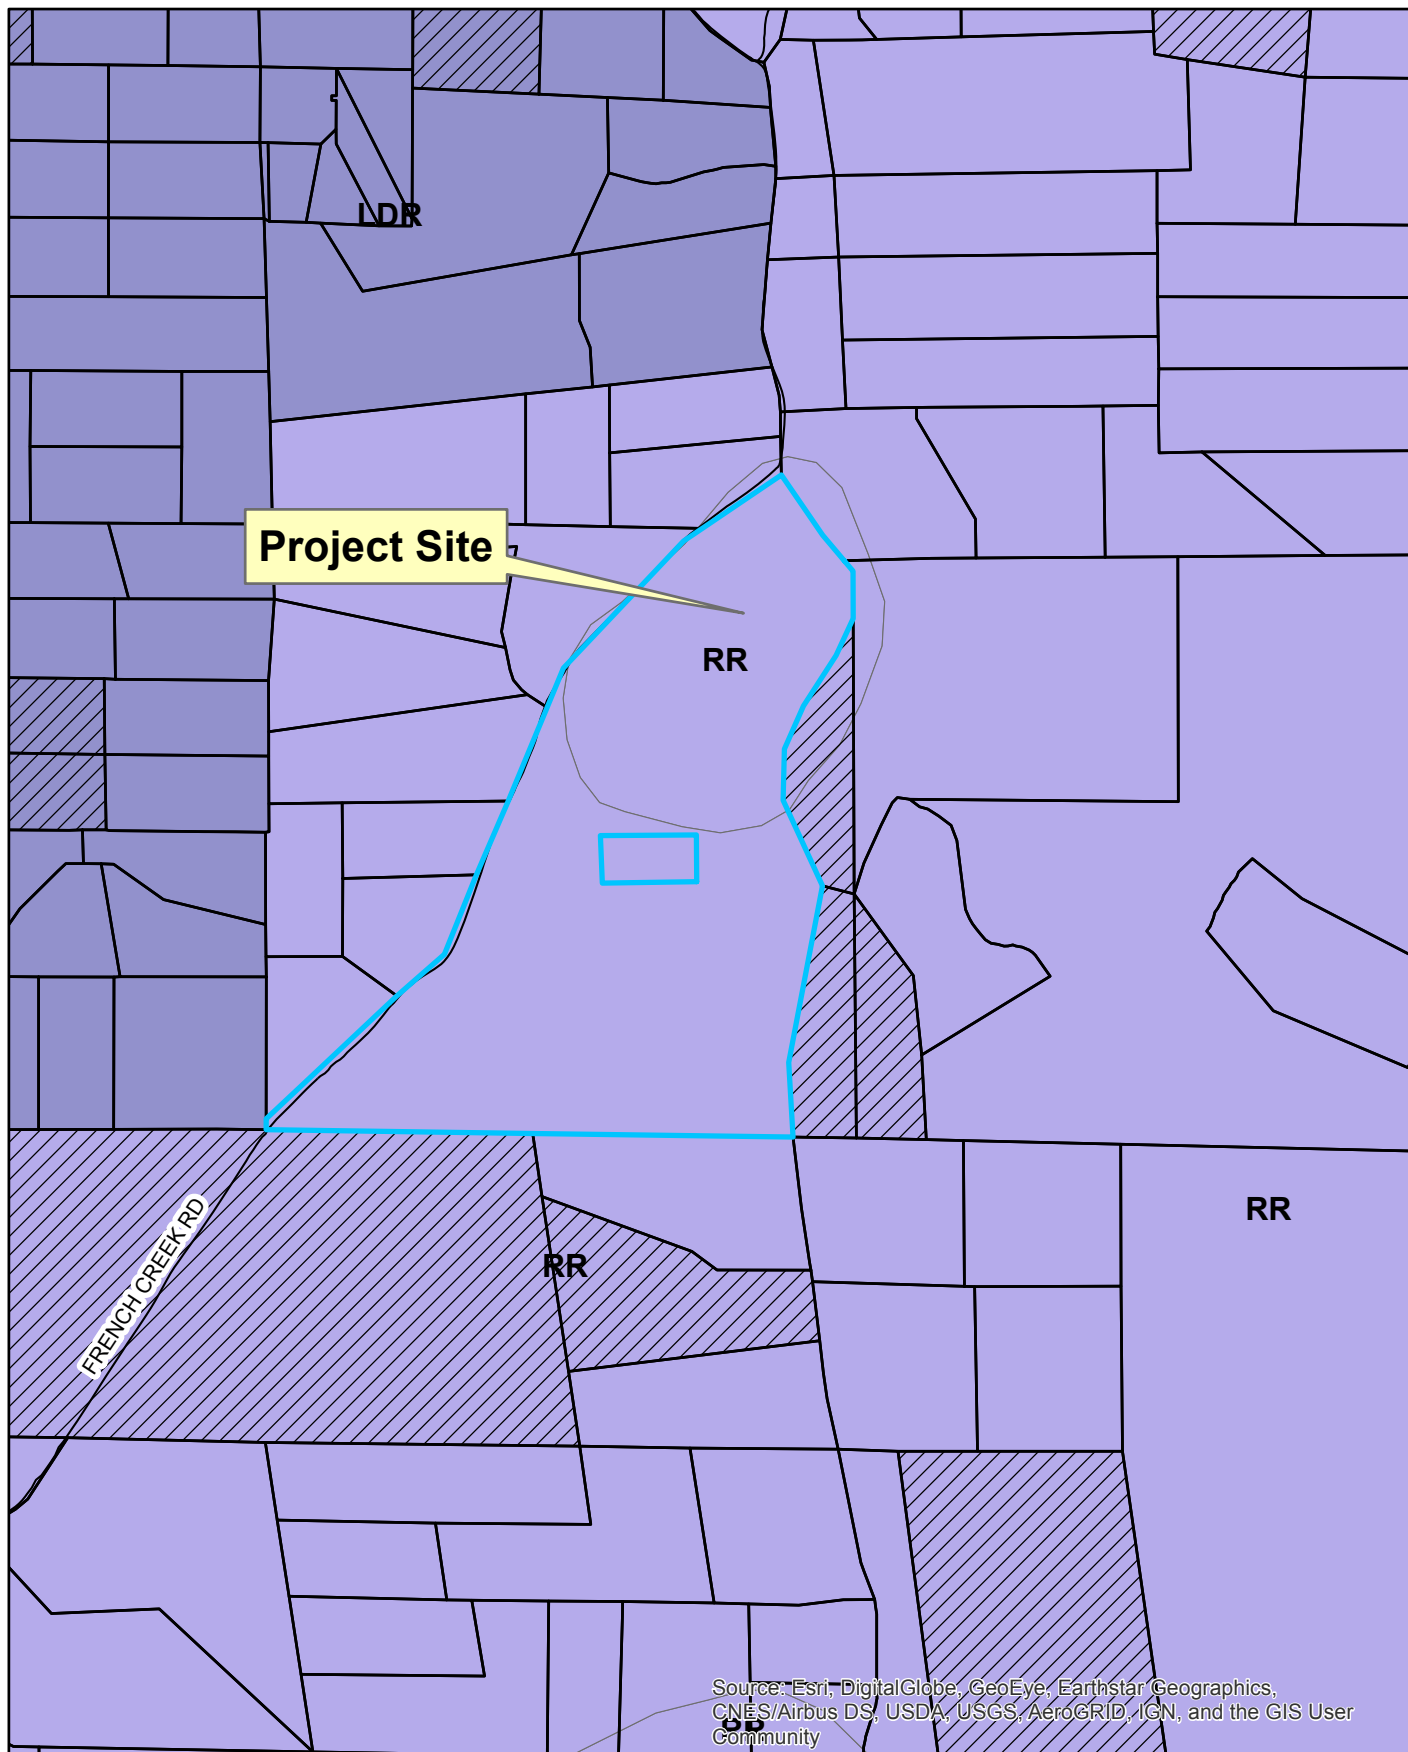 LDR
Project Site
RR
RR
RR
FRENCH CREEK RD
Source: Esri, DigitalGlobe, GeoEye, Earthstar Geographics,
CNES/Airbus DS, USDA, USGS, AeroGRID, IGN, and the GIS User
Community